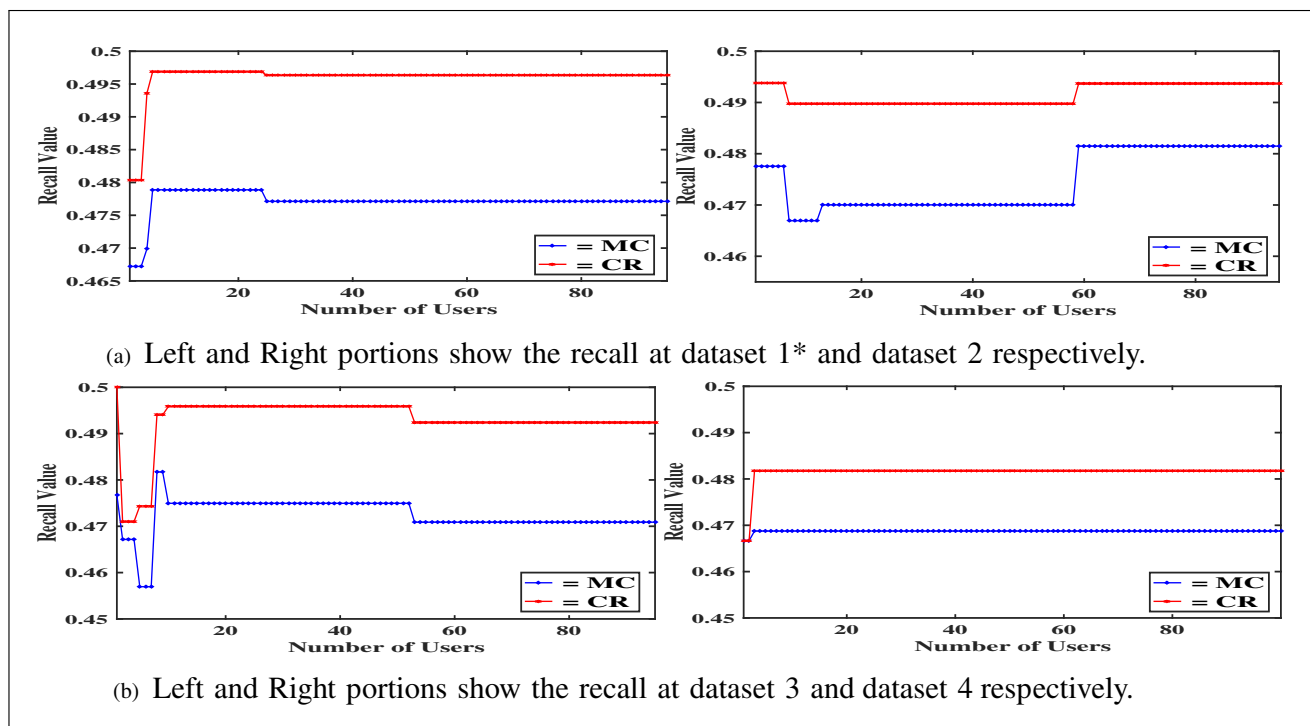 0.5
0.495
0.49
0.485
0.48
0.475
0.47
0.465
Recall Value
20 40 60 80
Number of Users
= MC
= CR
0.5
0.49
0.48
0.47
0.46
Recall Value
20 40 60 80
Number of Users
= MC
= CR
(a) Left and Right portions show the recall at dataset 1* and dataset 2 respectively.
0.5
0.49
0.48
0.47
0.46
0.45
Recall Value
20 40 60 80
Number of Users
= MC
= CR
0.5
0.49
0.48
0.47
0.46
0.45
Recall Value
20 40 60 80
Number of Users
= MC
= CR
(b) Left and Right portions show the recall at dataset 3 and dataset 4 respectively.